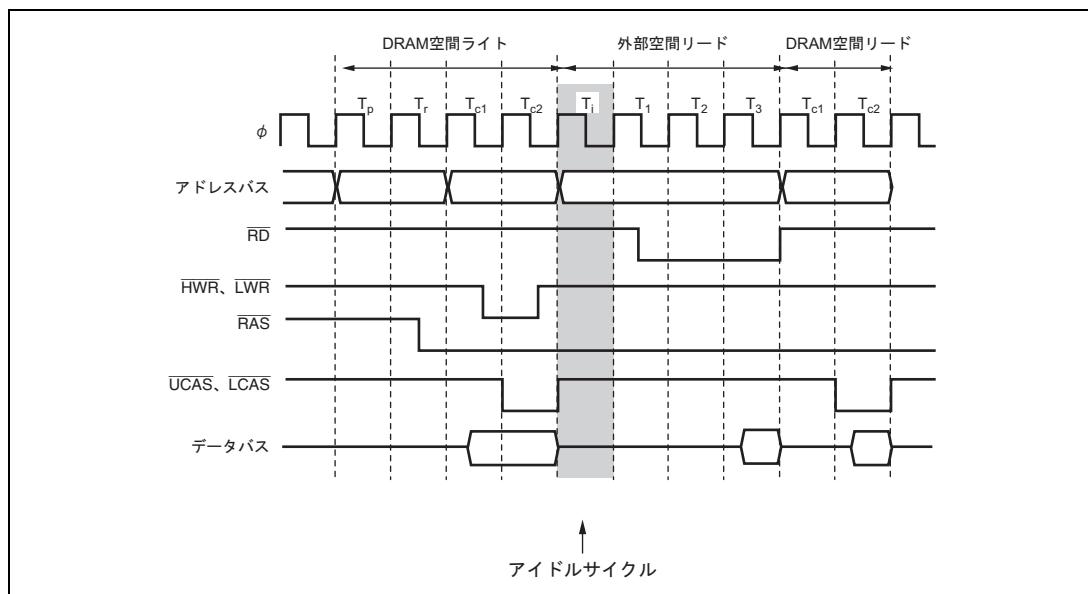 DRAM空間ライト 外部空間リード DRAM空間リード
Tp Tr Tc1 Tc2 Ti T1 T2 T3 Tc1 Tc2
φ
アドレスバス
RD
HWR、LWR
RAS
UCAS、LCAS
データバス
アイドルサイクル